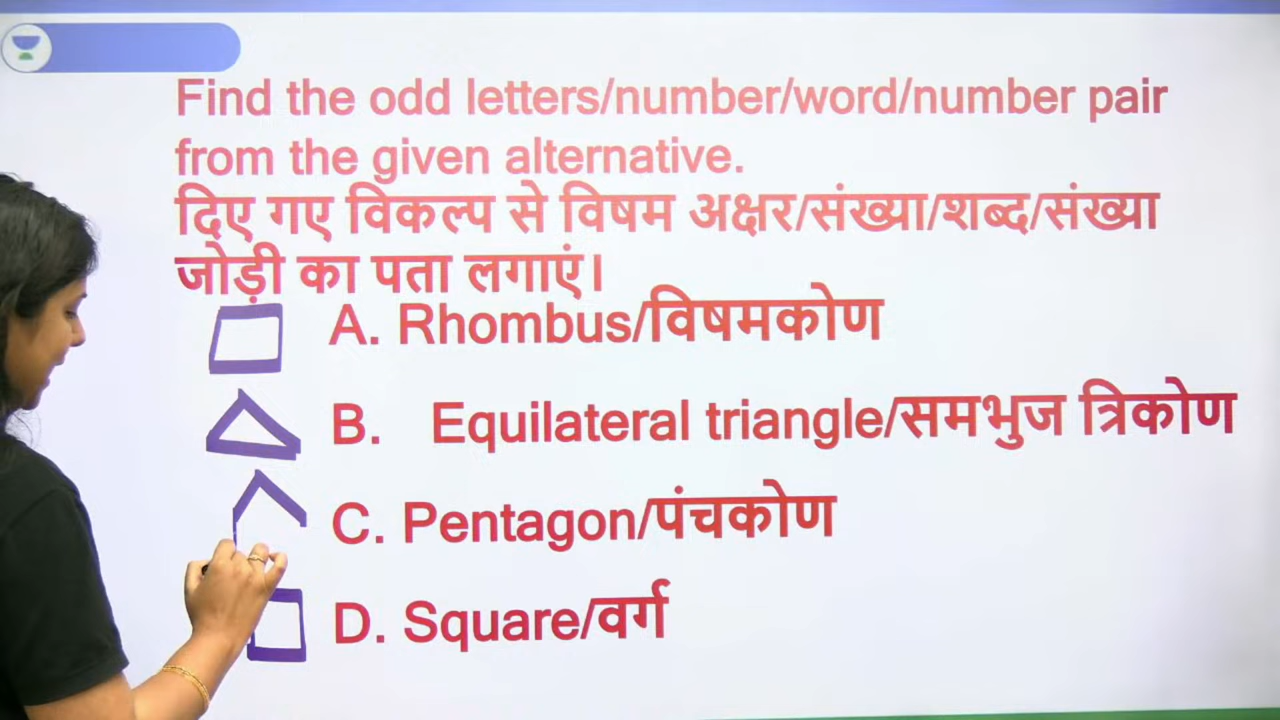 Find the odd letters/number/word/number pair
from the given alternative.
दिए गए विकल्प से विषम अक्षर/संख्या/शब्द/संख्या
जोड़ी का पता लगाएं।
A. Rhombus/विषमकोण
B. Equilateral triangle/समभुज त्रिकोण
C. Pentagon/पंचकोण
D. Square/वर्ग